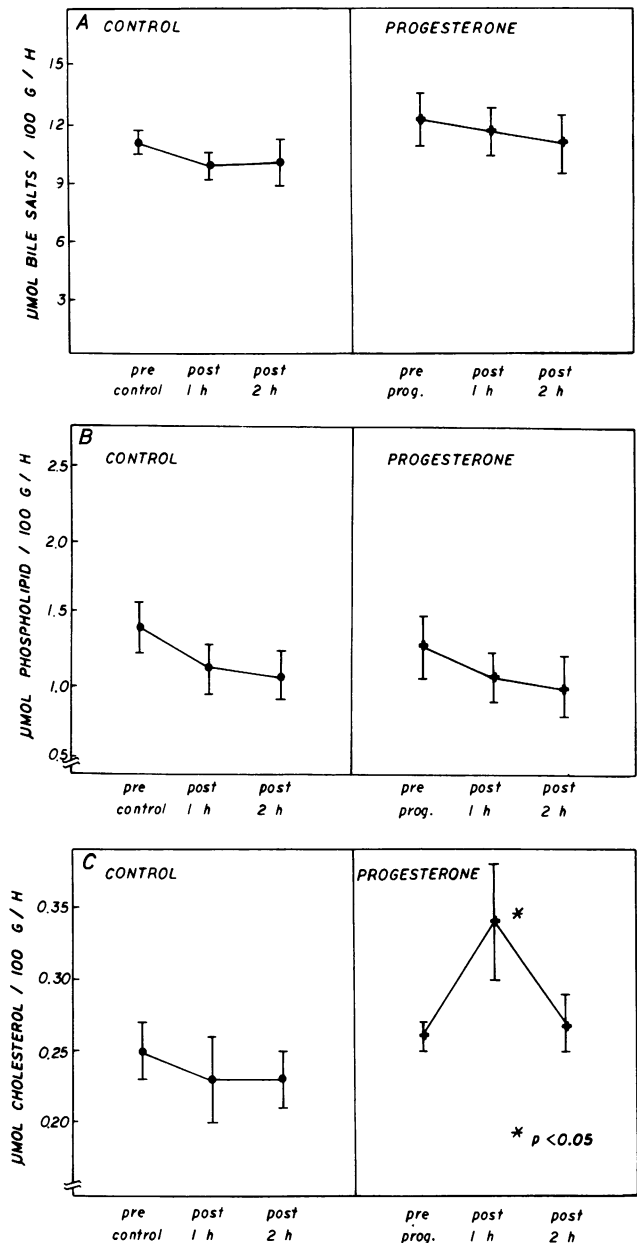 A CONTROL PROGESTERONE
µMOL BILE SALTS / 100 G / H
15
12
9
6
3
pre post post pre post post
control 1 h 2 h prog. 1 h 2 h
B CONTROL PROGESTERONE
µMOL PHOSPHOLIPID / 100 G / H
2.5
2.0
1.5
1.0
0.5
pre post post pre post post
control 1 h 2 h prog. 1 h 2 h
C CONTROL PROGESTERONE
µMOL CHOLESTEROL / 100 G / H
0.35
0.30
0.25
0.20
*
* p <0.05
pre post post pre post post
control 1 h 2 h prog. 1 h 2 h